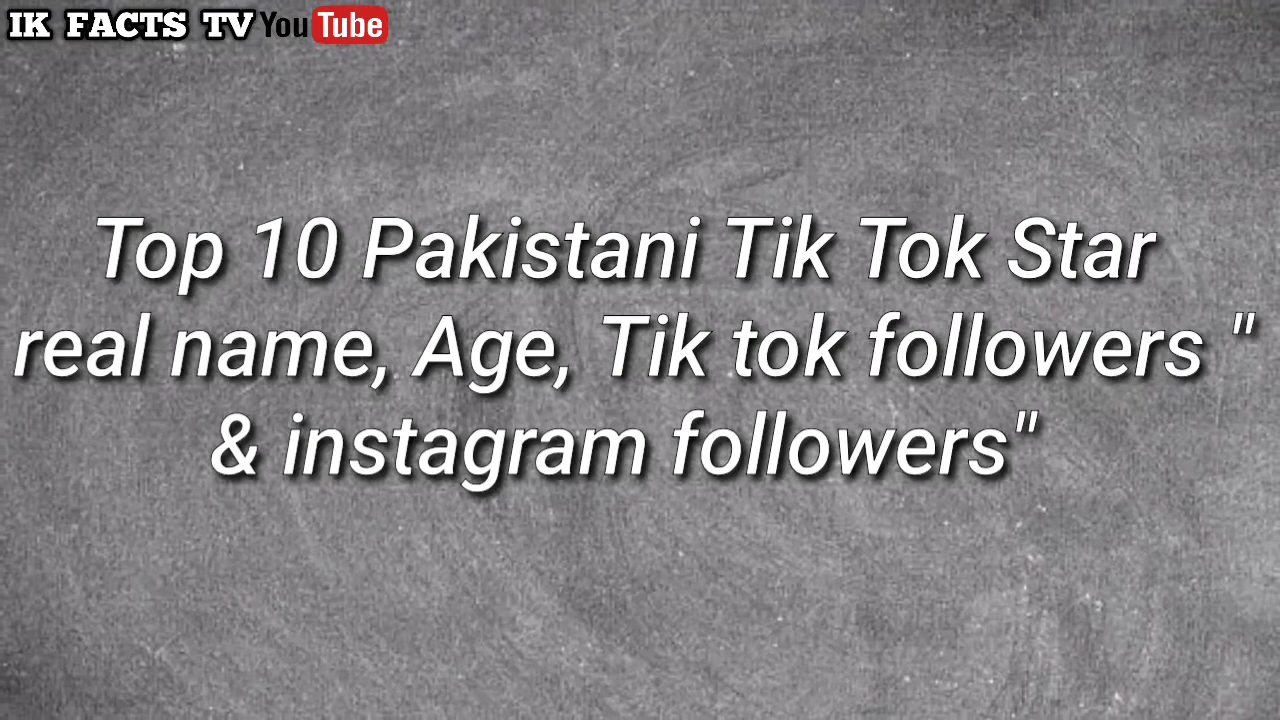 IK FACTS TV YouTube
Top 10 Pakistani Tik Tok Star
real name, Age, Tik tok followers "
& instagram followers"